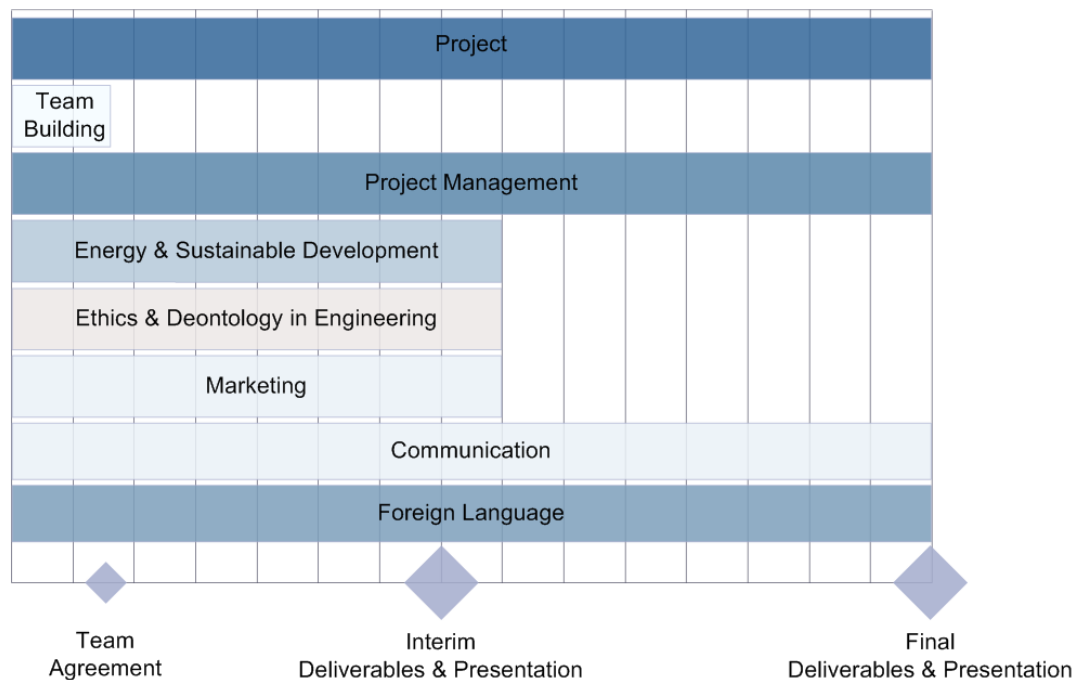 Project
Team
Building
Project Management
Energy & Sustainable Development
Ethics & Deontology in Engineering
Marketing
Communication
Foreign Language
Team
Agreement
Interim
Deliverables & Presentation
Final
Deliverables & Presentation